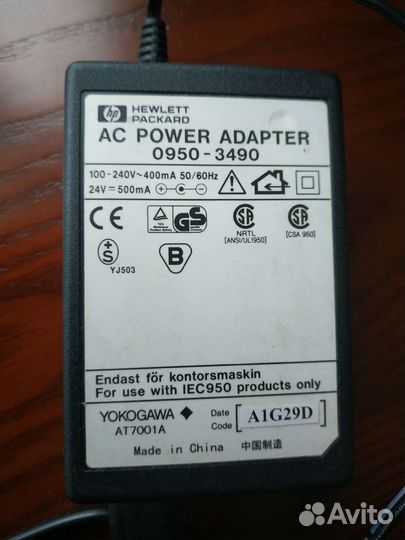 hp HEWLETT
PACKARD
AC POWER ADAPTER
0950-3490
100-240V~400mA 50/60Hz
24V⎓500mA
NRTL
[ANSI/UL1950]
[CSA 950]
S
YJ503
B
Endast för kontorsmaskin
For use with IEC950 products only
YOKOGAWA
AT7001A
Date
Code
A1G29D
Made in China 中国制造
Avito